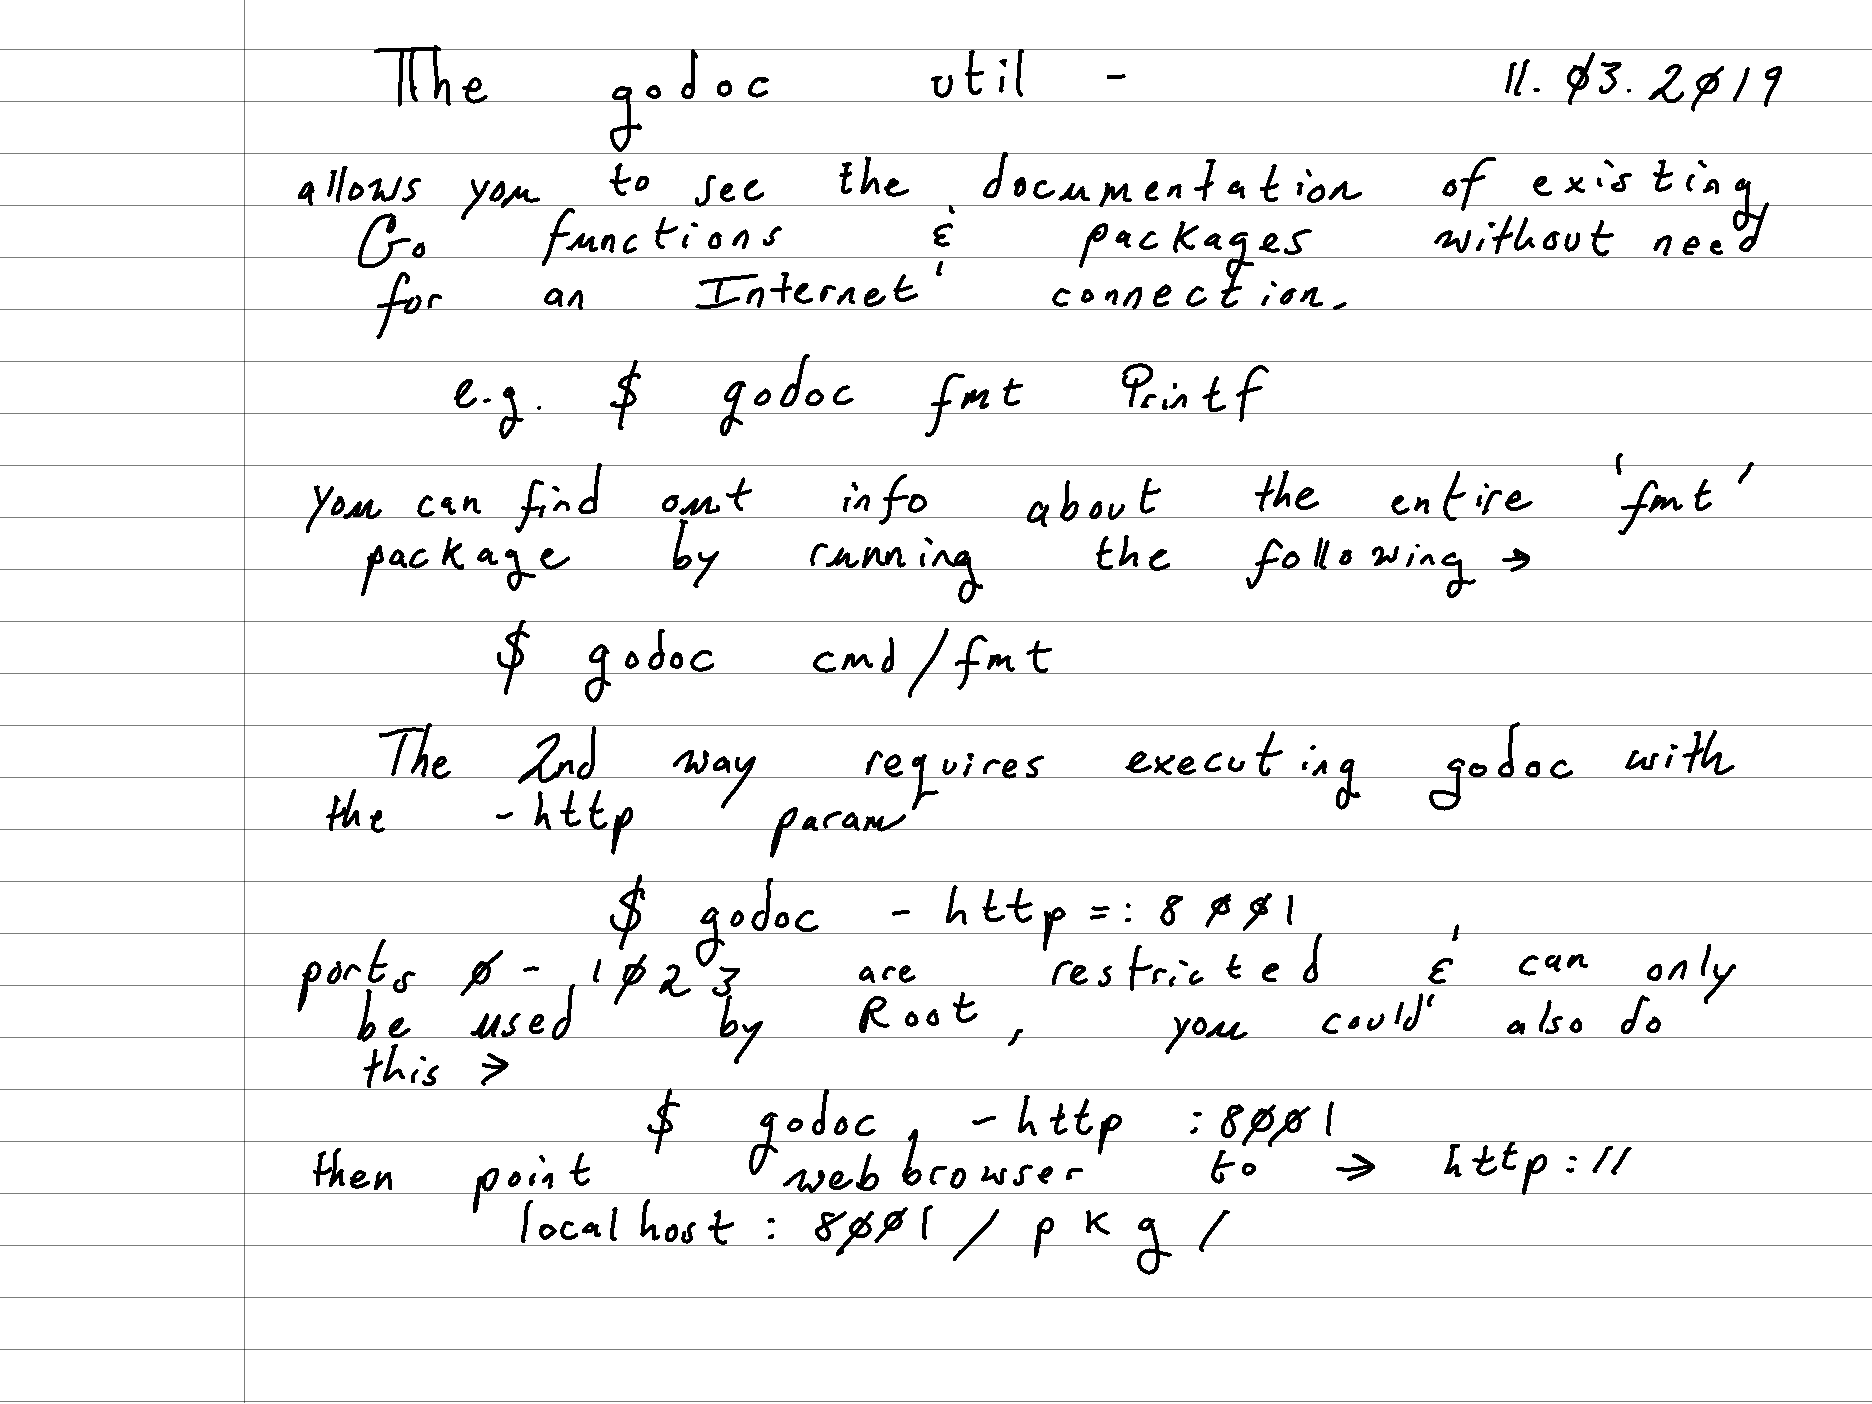 The godoc util - 11.03.2019
allows you to see the documentation of existing
Go functions & packages without need
for an Internet connection.
e.g. $ godoc fmt Printf
you can find out info about the entire 'fmt'
package by running the following →
$ godoc cmd/fmt
The 2nd way requires executing godoc with
the -http param
$ godoc -http=:8001
ports 0-1023 are restricted & can only
be used by Root, you could also do
this →
$ godoc -http :8001
then point web browser to → http://
localhost:8001/pkg/